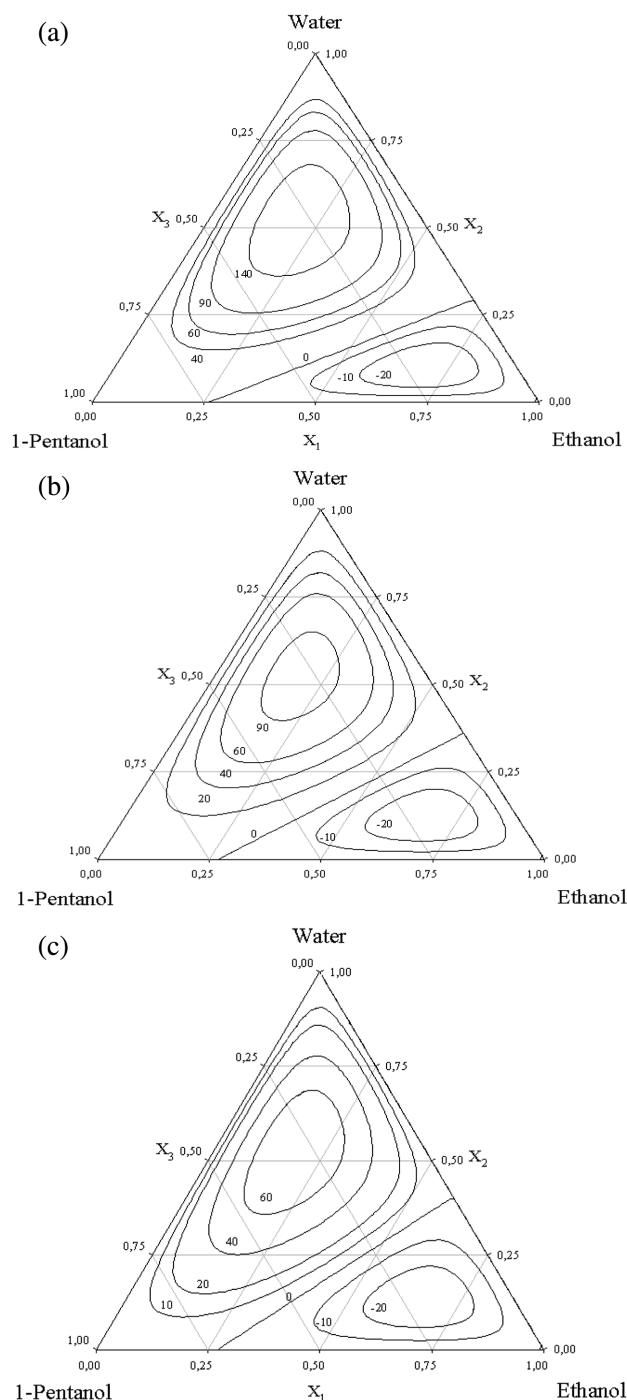 (a)
Water
0,00 1,00
0,25 0,75
X3 0,50 0,50 X2
140
0,75 90 0,25
60
40 0
-10 -20
1,00 0,00
0,00 0,25 0,50 0,75 1,00
1-Pentanol X1 Ethanol
(b)
Water
0,00 1,00
0,25 0,75
X3 0,50 0,50 X2
90
60
0,75 40 0,25
20
0 -10 -20
1,00 0,00
0,00 0,25 0,50 0,75 1,00
1-Pentanol Ethanol
(c)
Water
0,00 1,00
0,25 0,75
X3 0,50 0,50 X2
60
40
0,75 0,25
20
10 0 -10 -20
1,00 0,00
0,00 0,25 0,50 0,75 1,00
1-Pentanol X1 Ethanol